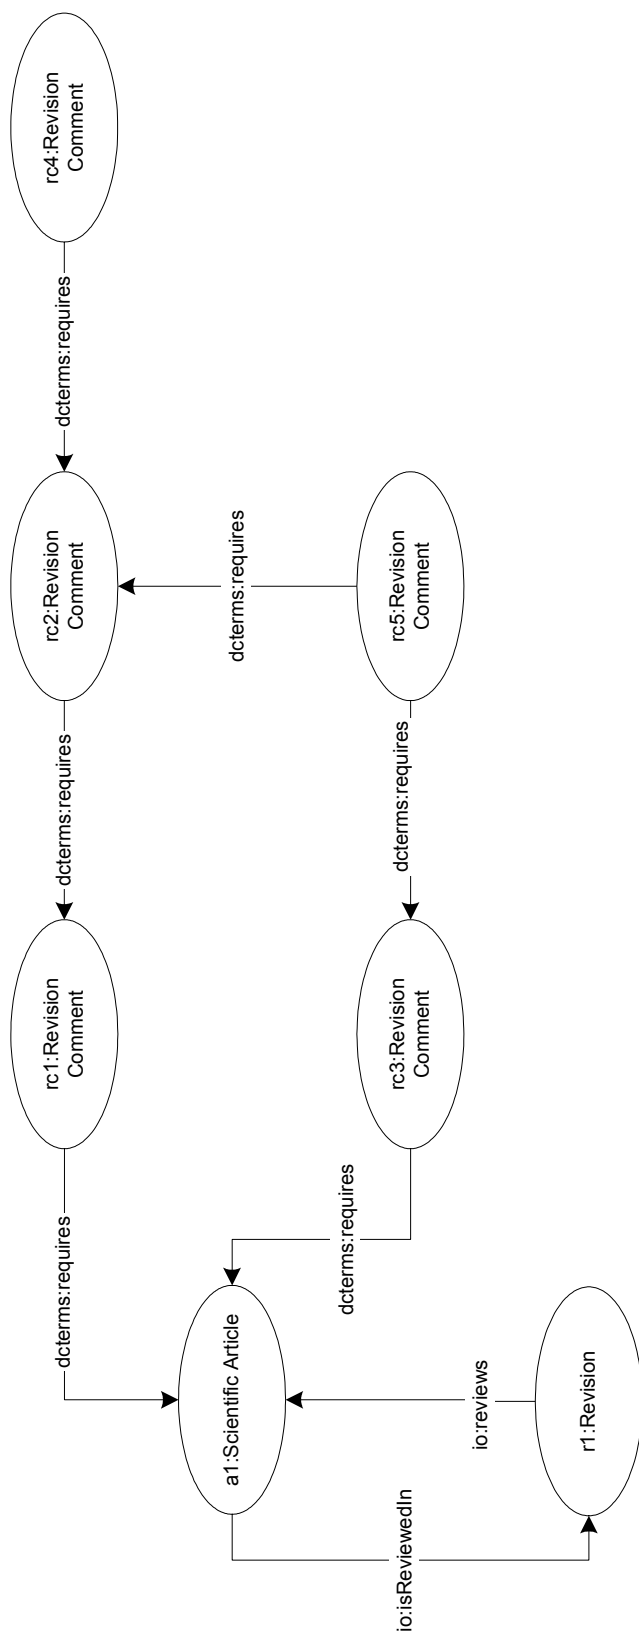 rc4:Revision
Comment
dcterms:requires
rc2:Revision
Comment
dcterms:requires
rc5:Revision
Comment
dcterms:requires
dcterms:requires
rc1:Revision
Comment
rc3:Revision
Comment
dcterms:requires
dcterms:requires
a1:Scientific Article
io:reviews
r1:Revision
io:isReviewedIn